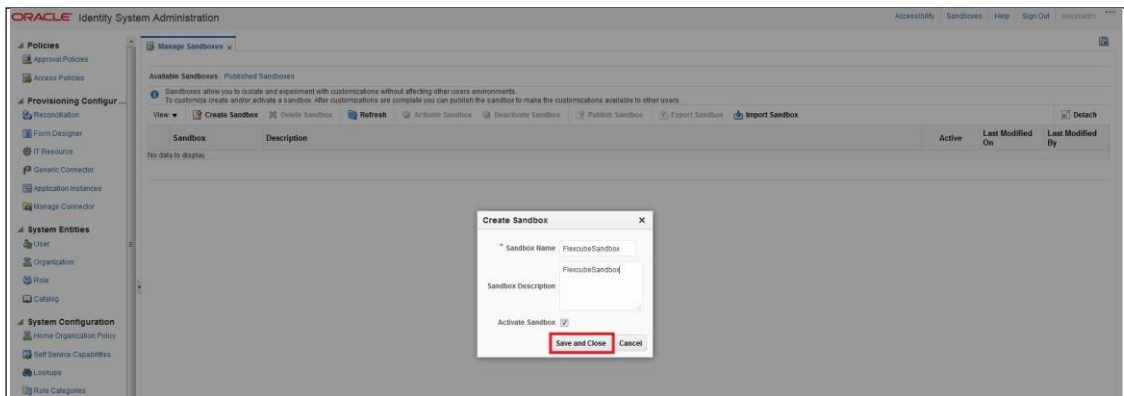 ORACLE Identity System Administration
Accessibility Sandboxes Help Sign Out xelsysadm
Policies
Approval Policies
Access Policies
Provisioning Configur...
Reconciliation
Form Designer
IT Resource
Generic Connector
Application Instances
Manage Connector
System Entities
User
Organization
Role
Catalog
System Configuration
Home Organization Policy
Self Service Capabilities
Lookups
Role Categories
Manage Sandboxes x
Available Sandboxes Published Sandboxes
Sandboxes allow you to isolate and experiment with customizations without affecting other users environments.
To customize create and/or activate a sandbox. After customizations are complete you can publish the sandbox to make the customizations available to other users.
View Create Sandbox Delete Sandbox Refresh Activate Sandbox Deactivate Sandbox Publish Sandbox Export Sandbox Import Sandbox Detach
Sandbox Description Active Last Modified On Last Modified By
No data to display.
Create Sandbox
* Sandbox Name FlexcubeSandbox
Sandbox Description FlexcubeSandbox
Activate Sandbox
Save and Close Cancel